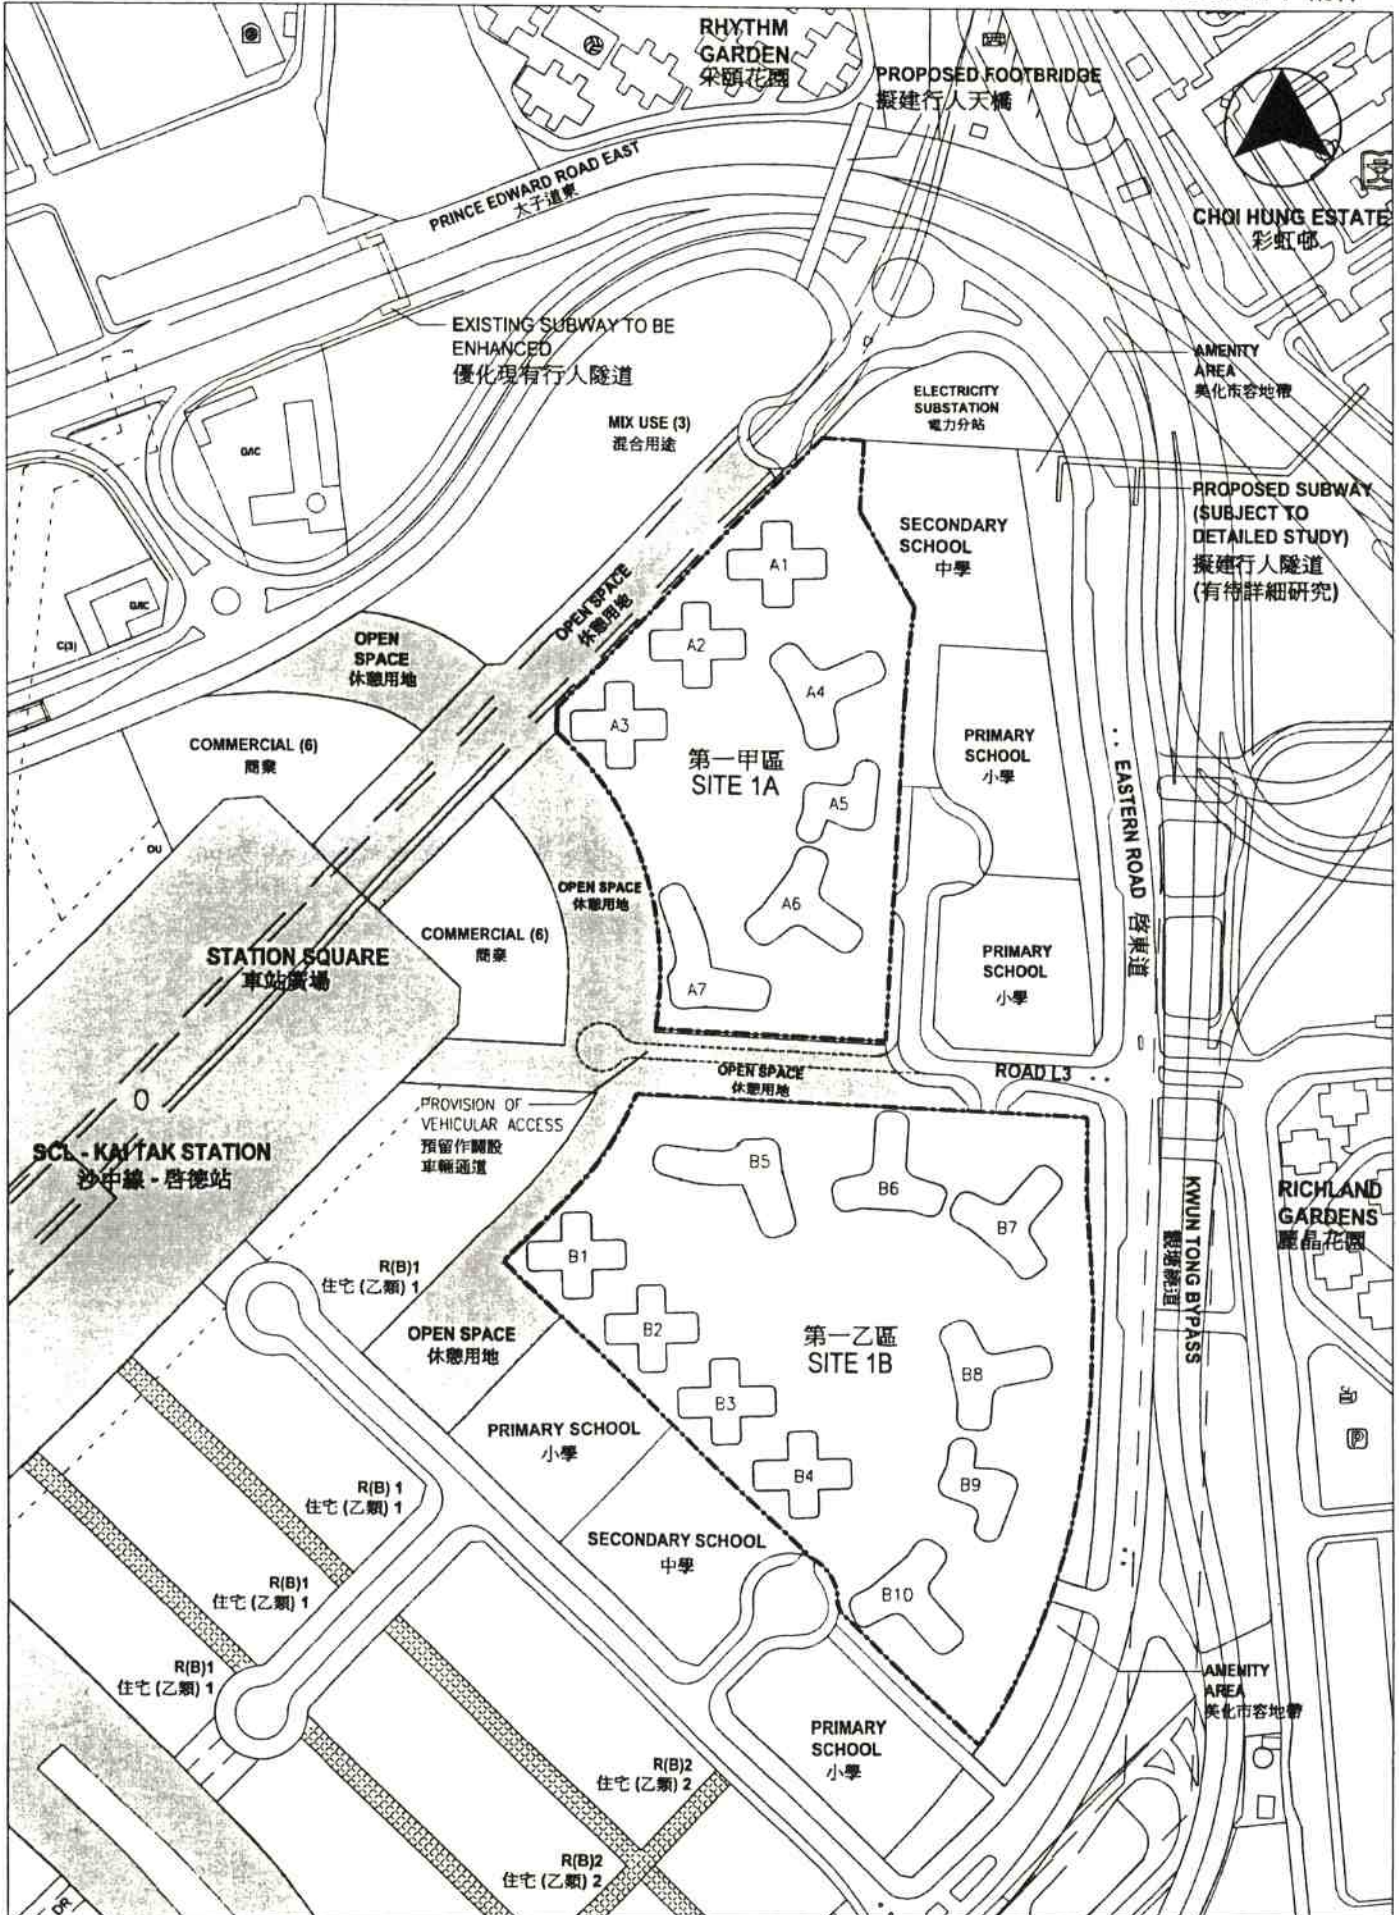 RHYTHM
GARDEN
采頤花園
PROPOSED FOOTBRIDGE
擬建行人天橋
PRINCE EDWARD ROAD EAST
太子道東
CHOI HUNG ESTATE
彩虹邨
EXISTING SUBWAY TO BE
ENHANCED
優化現有行人隧道
AMENITY
AREA
美化市容地帶
ELECTRICITY
SUBSTATION
電力分站
MIX USE (3)
混合用途
G/IC
PROPOSED SUBWAY
(SUBJECT TO
DETAILED STUDY)
擬建行人隧道
(有待詳細研究)
SECONDARY
SCHOOL
中學
A1
OPEN SPACE
休憩用地
G/IC
C(3)
OPEN
SPACE
休憩用地
A2
A4
A3
COMMERCIAL (6)
商業
第一甲區
SITE 1A
PRIMARY
SCHOOL
小學
A5
EASTERN ROAD 啓東道
OU
OPEN SPACE
休憩用地
A6
COMMERCIAL (6)
商業
STATION SQUARE
車站廣場
PRIMARY
SCHOOL
小學
A7
OPEN SPACE
休憩用地
ROAD L3
PROVISION OF
VEHICULAR ACCESS
預留作關設
車輛通道
SCL - KAI TAK STATION
沙中線 - 啓德站
B5
B6
B7
RICHLAND
GARDENS
麗晶花園
KWUN TONG BYPASS
觀塘繞道
B1
R(B)1
住宅 (乙類) 1
B2
OPEN SPACE
休憩用地
第一乙區
SITE 1B
B8
B3
PRIMARY SCHOOL
小學
B4
B9
P
R(B) 1
住宅 (乙類) 1
SECONDARY SCHOOL
中學
R(B)1
住宅 (乙類) 1
B10
R(B)1
住宅 (乙類) 1
AMENITY
AREA
美化市容地帶
PRIMARY
SCHOOL
小學
R(B)2
住宅 (乙類) 2
R(B)2
住宅 (乙類) 2
DR